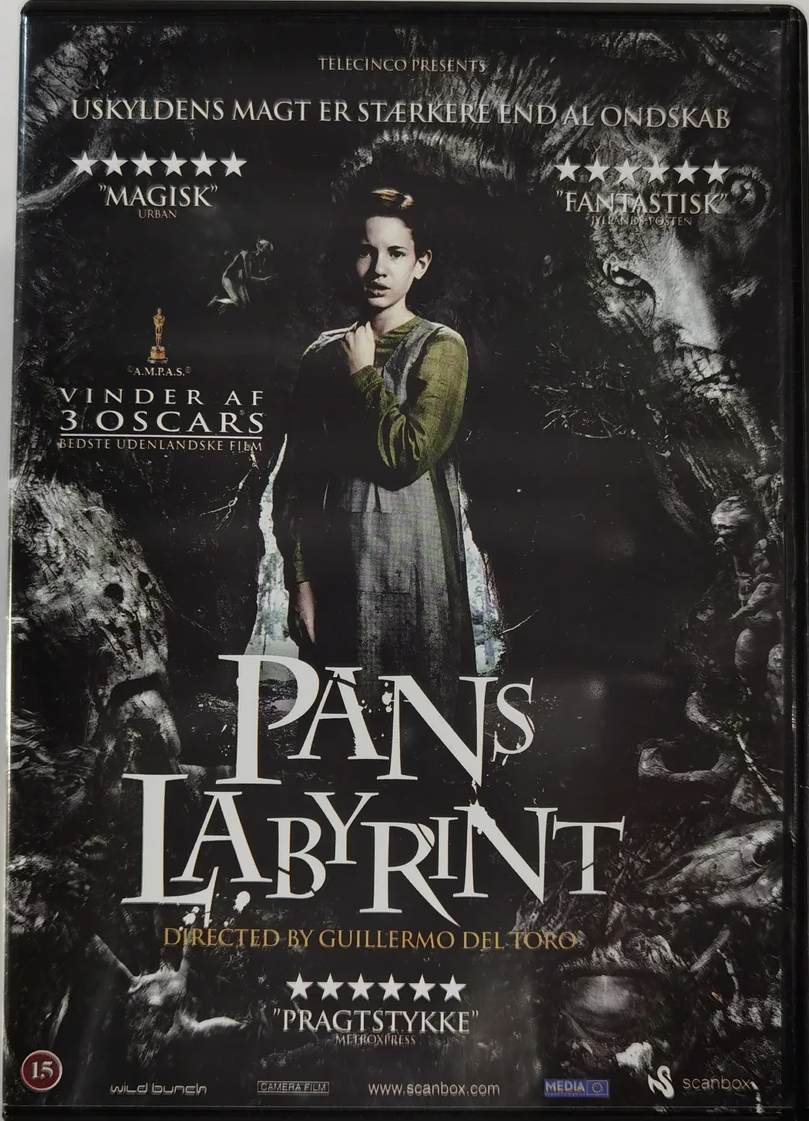 TELECINCO PRESENTS
USKYLDENS MAGT ER STÆRKERE END AL ONDSKAB
"MAGISK"
URBAN
"FANTASTISK"
JYLLANDS-POSTEN
©A.M.P.A.S.®
VINDER AF
3 OSCARS®
BEDSTE UDENLANDSKE FILM
PANS
LABYRINT
DIRECTED BY GUILLERMO DEL TORO
"PRAGTSTYKKE"
METROXPRESS
15
wild bunch
CAMERA FILM
www.scanbox.com
MEDIA
scanbox